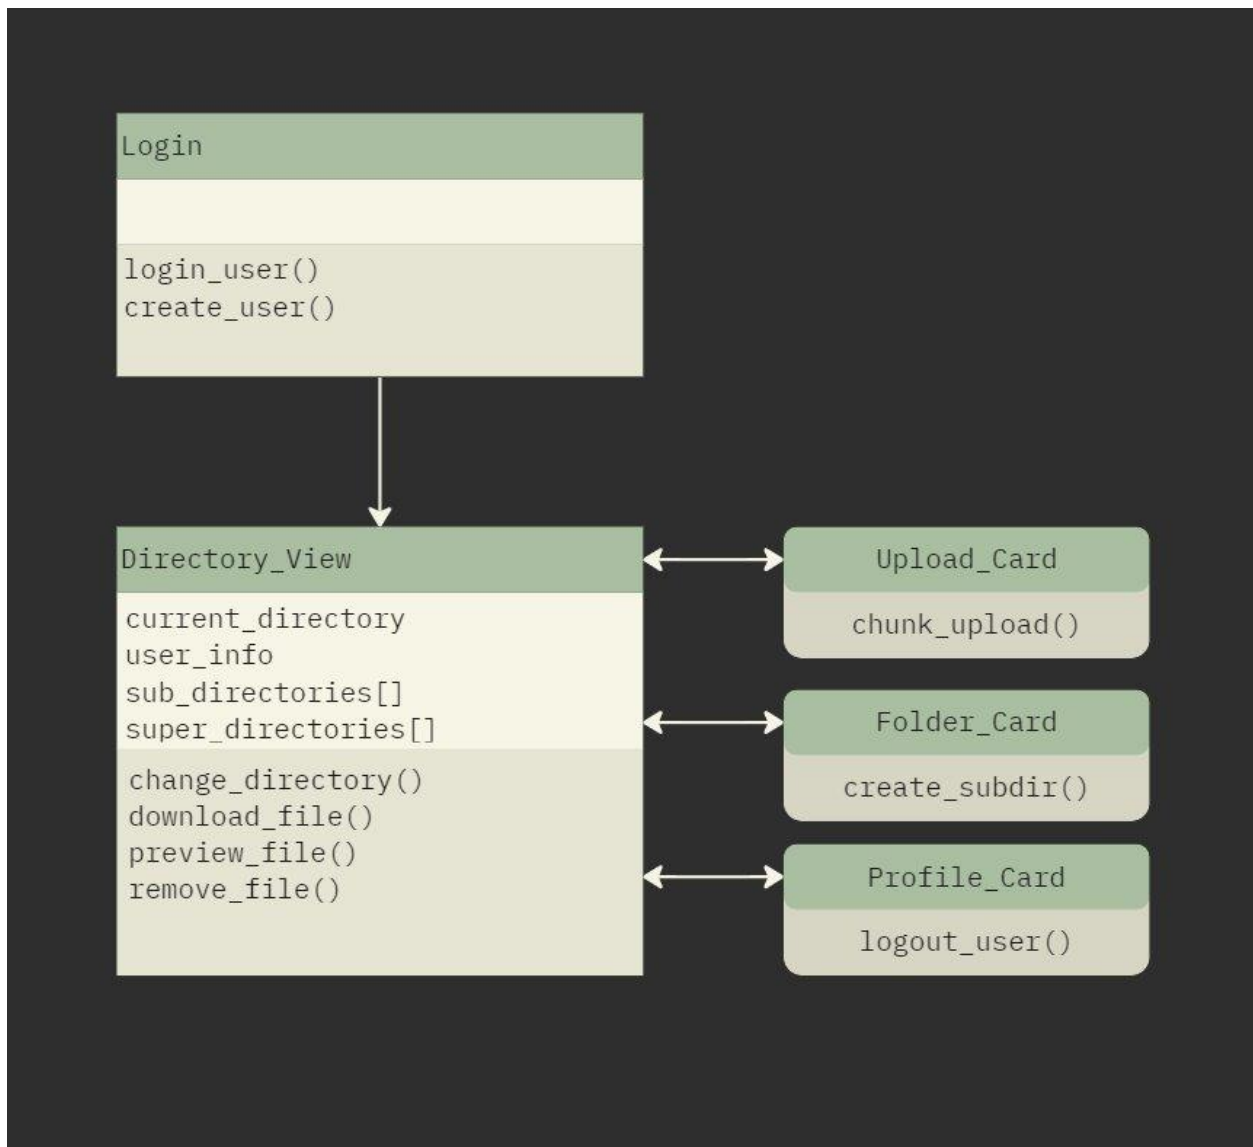 Login
login_user()
create_user()
Directory_View
current_directory
user_info
sub_directories[]
super_directories[]
change_directory()
download_file()
preview_file()
remove_file()
Upload_Card
chunk_upload()
Folder_Card
create_subdir()
Profile_Card
logout_user()